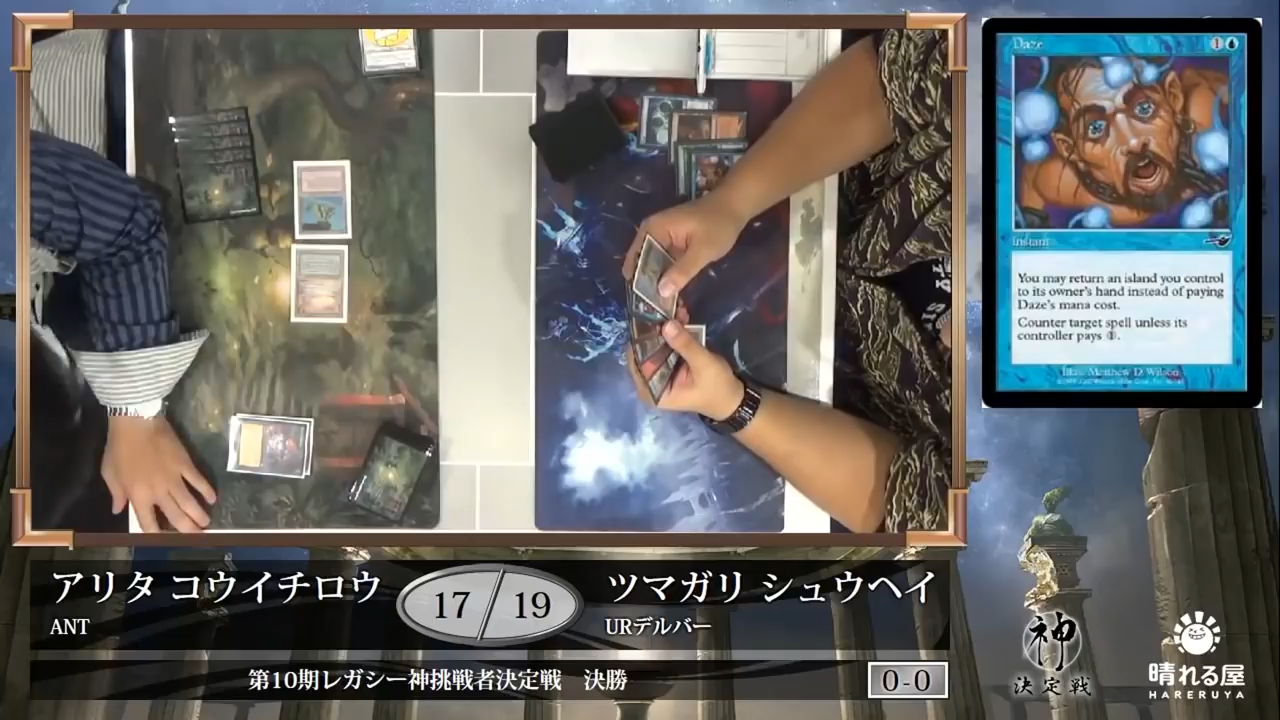 Daze
Instant
You may return an island you control
to its owner's hand instead of paying
Daze's mana cost.
Counter target spell unless its
controller pays 1.
Illus. Matthew D. Wilson
アリタ コウイチロウ
ANT
17 / 19
ツマガリ シュウヘイ
URデルバー
第10期レガシー神挑戦者決定戦 決勝
0-0
神
決定戦
晴れる屋
HARERUYA